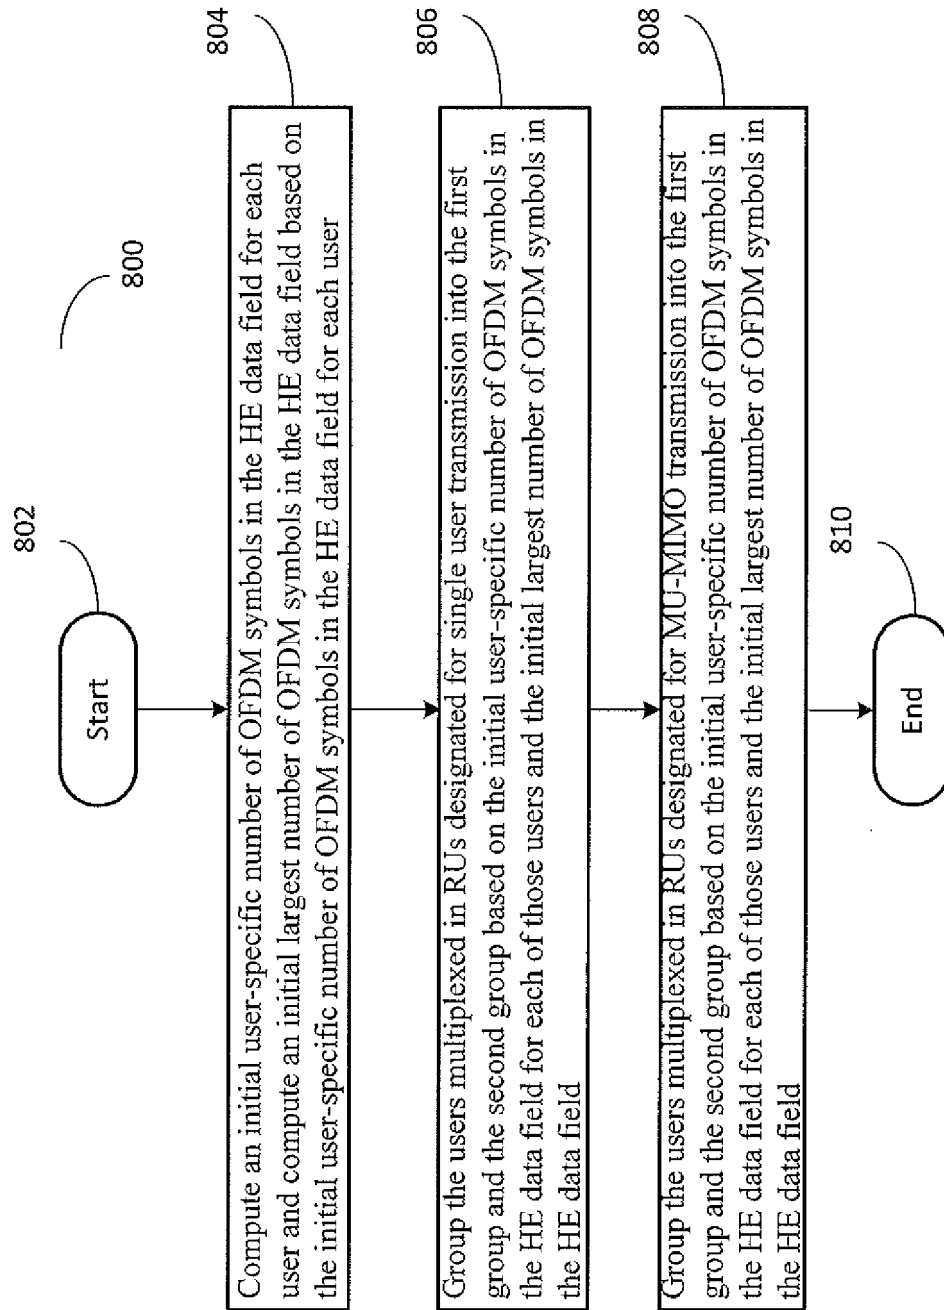 800
802
Start
804
Compute an initial user-specific number of OFDM symbols in the HE data field for each
user and compute an initial largest number of OFDM symbols in the HE data field based on
the initial user-specific number of OFDM symbols in the HE data field for each user
806
Group the users multiplexed in RUs designated for single user transmission into the first
group and the second group based on the initial user-specific number of OFDM symbols in
the HE data field for each of those users and the initial largest number of OFDM symbols in
the HE data field
808
Group the users multiplexed in RUs designated for MU-MIMO transmission into the first
group and the second group based on the initial user-specific number of OFDM symbols in
the HE data field for each of those users and the initial largest number of OFDM symbols in
the HE data field
810
End